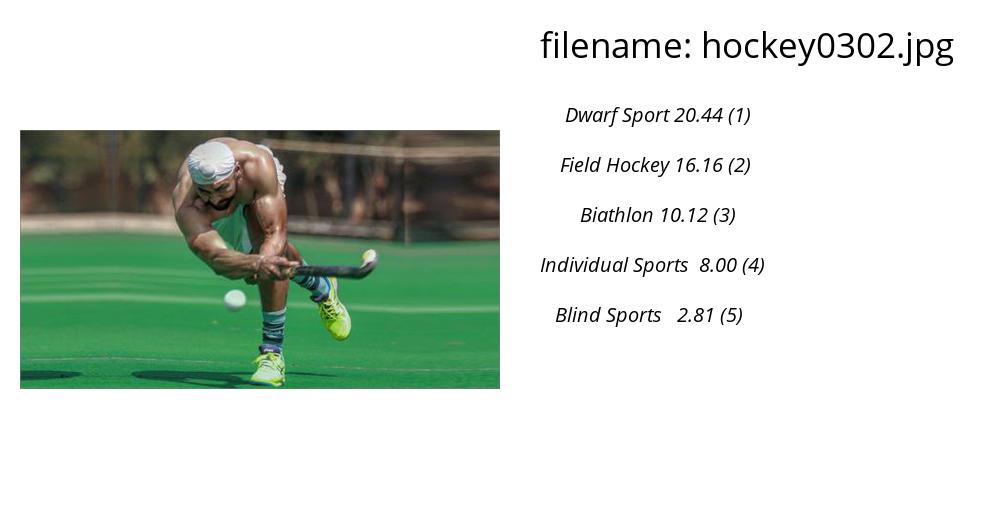 filename: hockey0302.jpg
Dwarf Sport 20.44 (1)
Field Hockey 16.16 (2)
Biathlon 10.12 (3)
Individual Sports 8.00 (4)
Blind Sports 2.81 (5)